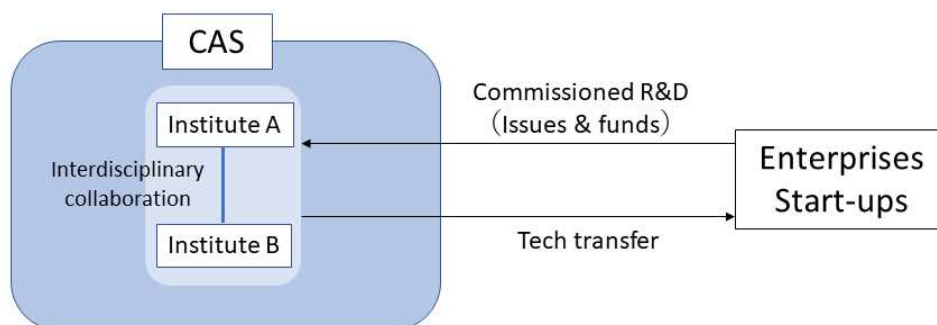 CAS
Institute A
Interdisciplinary
collaboration
Institute B
Commissioned R&D
（Issues & funds）
Tech transfer
Enterprises
Start-ups